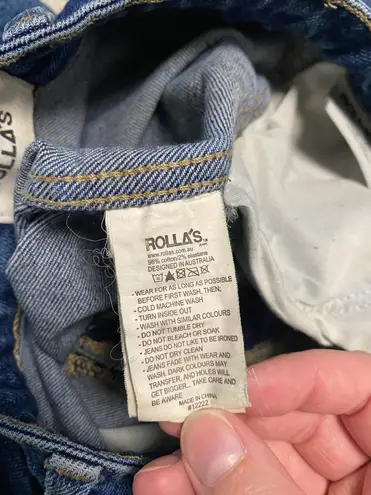 ROLLA'S
ROLLA'S
www.rollas.com.au
98% cotton/2% elastane
DESIGNED IN AUSTRALIA
- WEAR FOR AS LONG AS POSSIBLE
BEFORE FIRST WASH, THEN;
- COLD MACHINE WASH
- TURN INSIDE OUT
- WASH WITH SIMILAR COLOURS
- DO NOT TUMBLE DRY
- DO NOT BLEACH OR SOAK
- JEANS DO NOT LIKE TO BE IRONED
- DO NOT DRY CLEAN
- JEANS FADE WITH WEAR AND
WASH, DARK COLOURS MAY
TRANSFER, AND HOLES WILL
GET BIGGER... TAKE CARE AND
BE AWARE
MADE IN CHINA
#12222